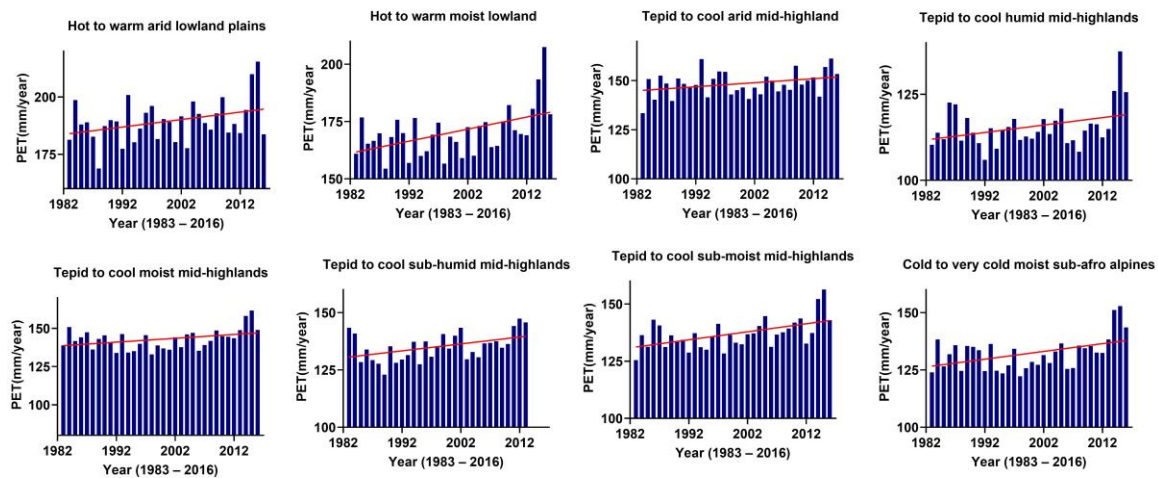 Hot to warm arid lowland plains
PET(mm/year)
200
175
1982
1992
2002
2012
Year (1983 – 2016)
Hot to warm moist lowland
PET(mm/year)
200
175
150
1982
1992
2002
2012
Year (1983 – 2016)
Tepid to cool arid mid-highland
PET(mm/year)
150
125
100
1982
1992
2002
2012
Year (1983 – 2016)
Tepid to cool humid mid-highlands
PET(mm/year)
125
100
1982
1992
2002
2012
Year (1983 – 2016)
Tepid to cool moist mid-highlands
PET(mm/year)
150
125
100
1982
1992
2002
2012
Year (1983 – 2016)
Tepid to cool sub-humid mid-highlands
PET(mm/year)
150
125
100
1982
1992
2002
2012
Year (1983 – 2016)
Tepid to cool sub-moist mid-highlands
PET(mm/year)
150
125
100
1982
1992
2002
2012
Year (1983 – 2016)
Cold to very cold moist sub-afro alpines
PET(mm/year)
150
125
100
1982
1992
2002
2012
Year (1983 – 2016)